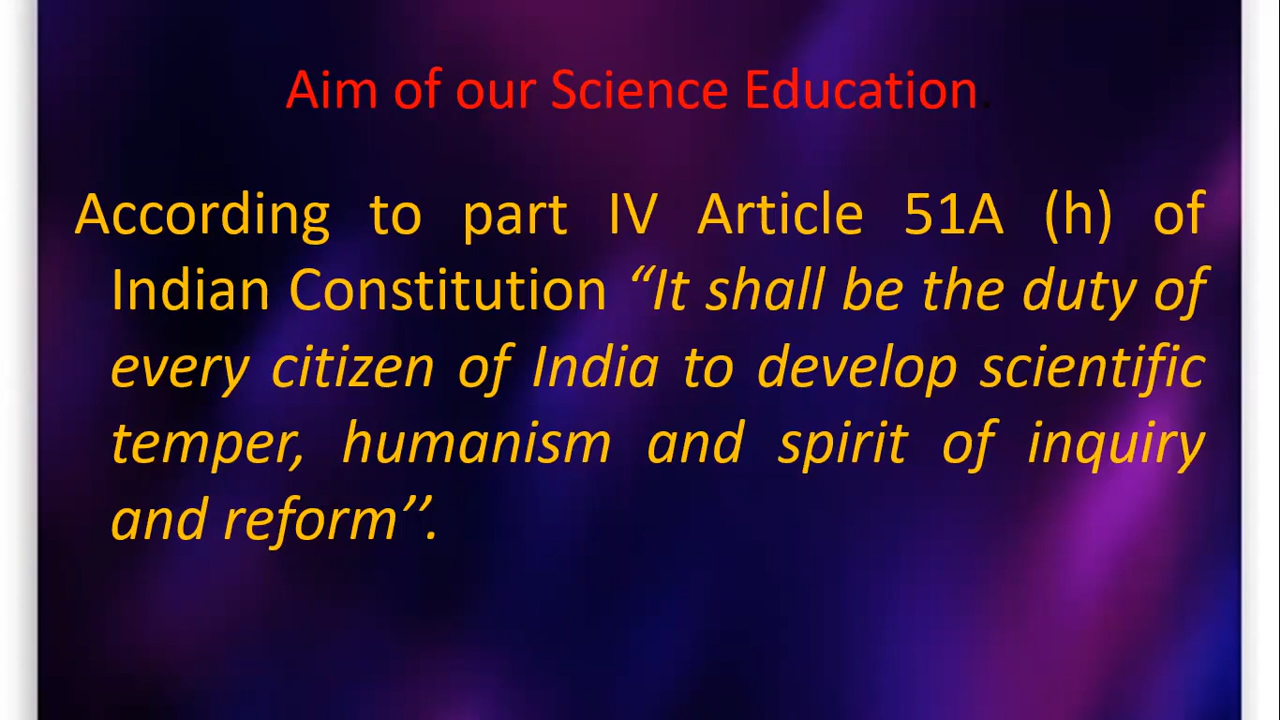 Aim of our Science Education.
According to part IV Article 51A (h) of
Indian Constitution “It shall be the duty of
every citizen of India to develop scientific
temper, humanism and spirit of inquiry
and reform’’.